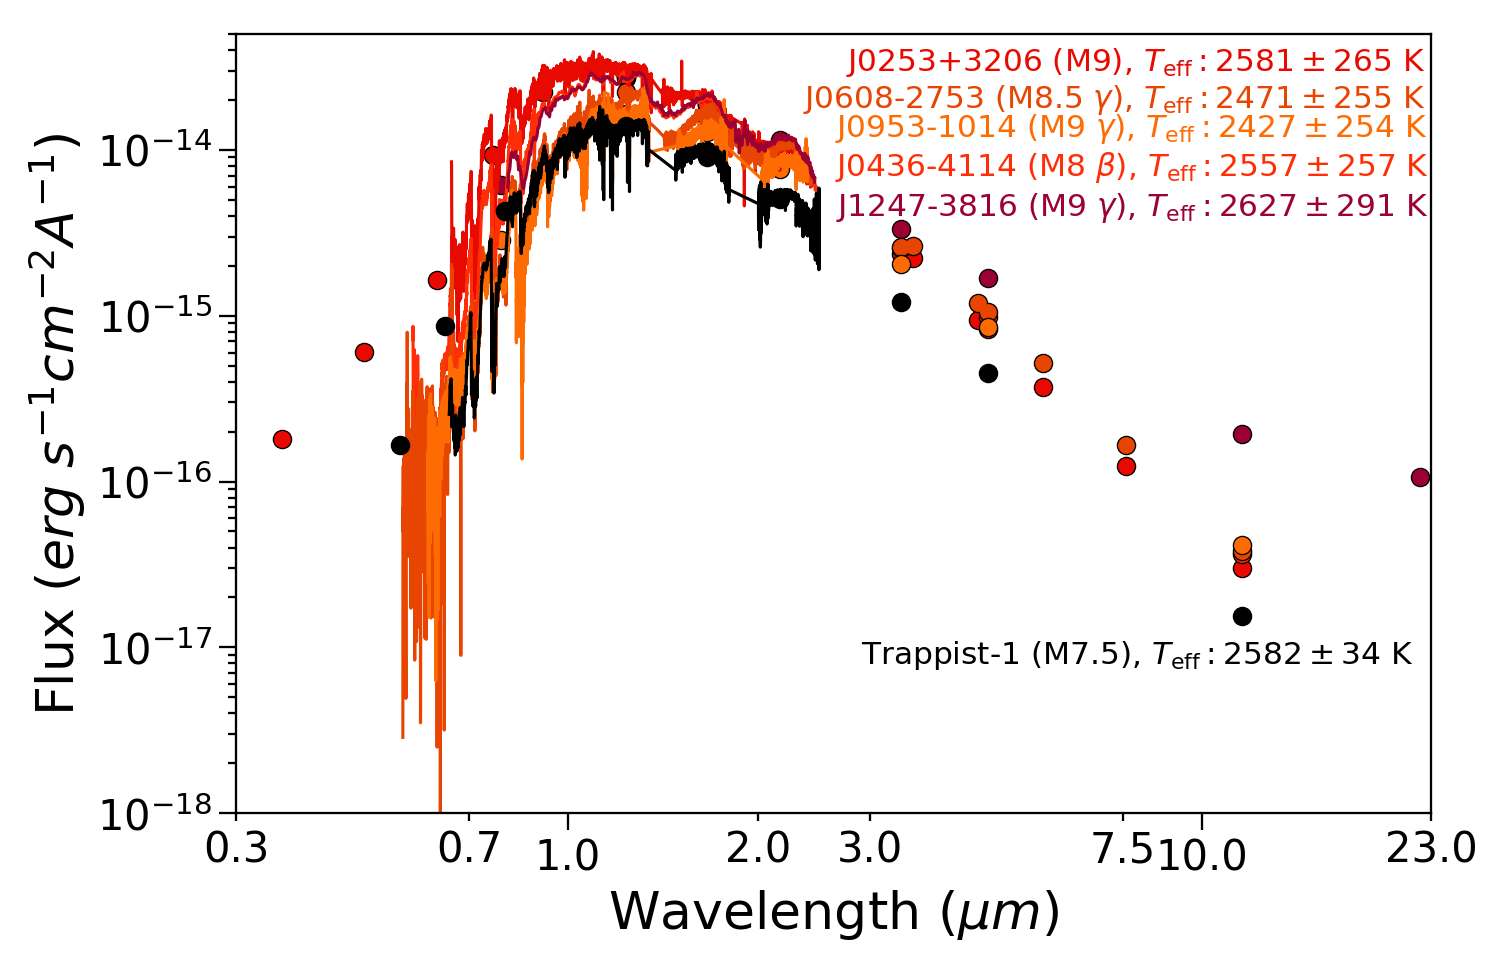 J0253+3206 (M9), T_eff : 2581 ± 265 K
J0608-2753 (M8.5 γ), T_eff : 2471 ± 255 K
J0953-1014 (M9 γ), T_eff : 2427 ± 254 K
J0436-4114 (M8 β), T_eff : 2557 ± 257 K
J1247-3816 (M9 γ), T_eff : 2627 ± 291 K
Trappist-1 (M7.5), T_eff : 2582 ± 34 K
Flux (erg s⁻¹cm⁻²A⁻¹)
10⁻¹⁴
10⁻¹⁵
10⁻¹⁶
10⁻¹⁷
10⁻¹⁸
0.3 0.7 1.0 2.0 3.0 7.5 10.0 23.0
Wavelength (μm)